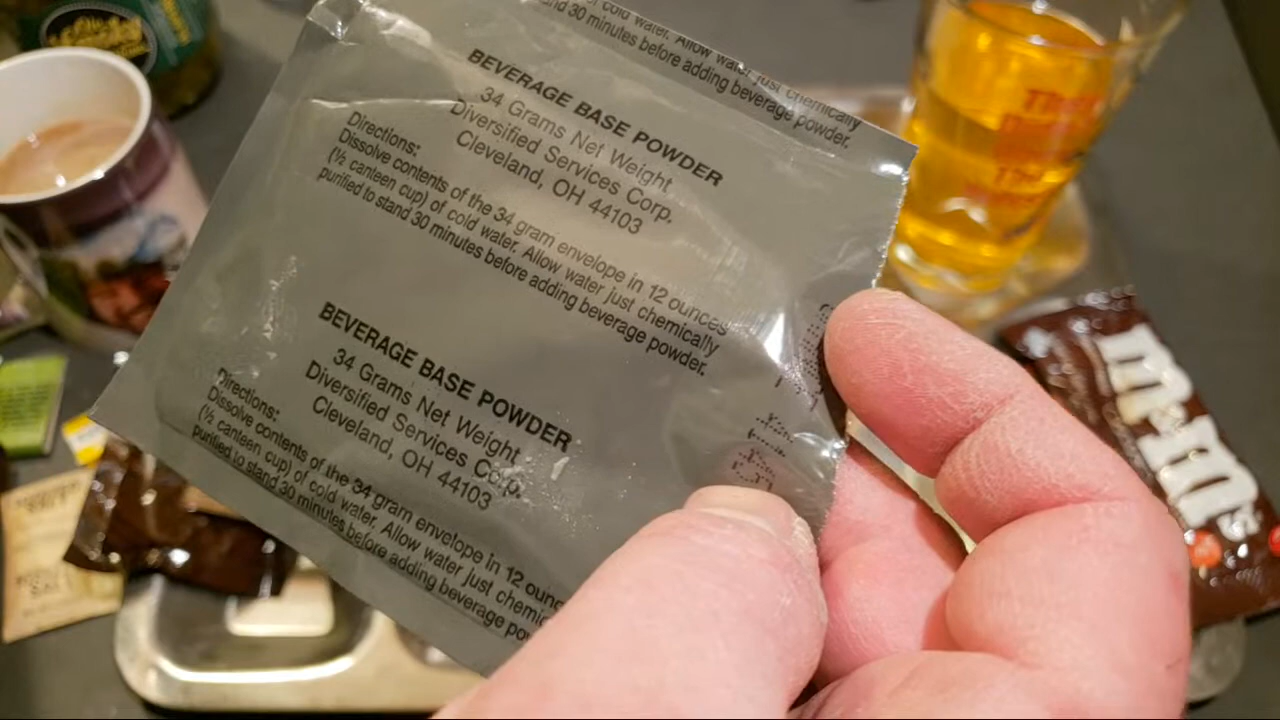 of cold water. Allow water just chemically
nd 30 minutes before adding beverage powder.
BEVERAGE BASE POWDER
34 Grams Net Weight
Diversified Services Corp.
Cleveland, OH 44103
Directions:
Dissolve contents of the 34 gram envelope in 12 ounces
(½ canteen cup) of cold water. Allow water just chemically
purified to stand 30 minutes before adding beverage powder.
BEVERAGE BASE POWDER
34 Grams Net Weight
Diversified Services Corp.
Cleveland, OH 44103
Directions:
Dissolve contents of the 34 gram envelope in 12 ounc
(½ canteen cup) of cold water. Allow water just chemic
purified to stand 30 minutes before adding beverage po
m&m's
SALT